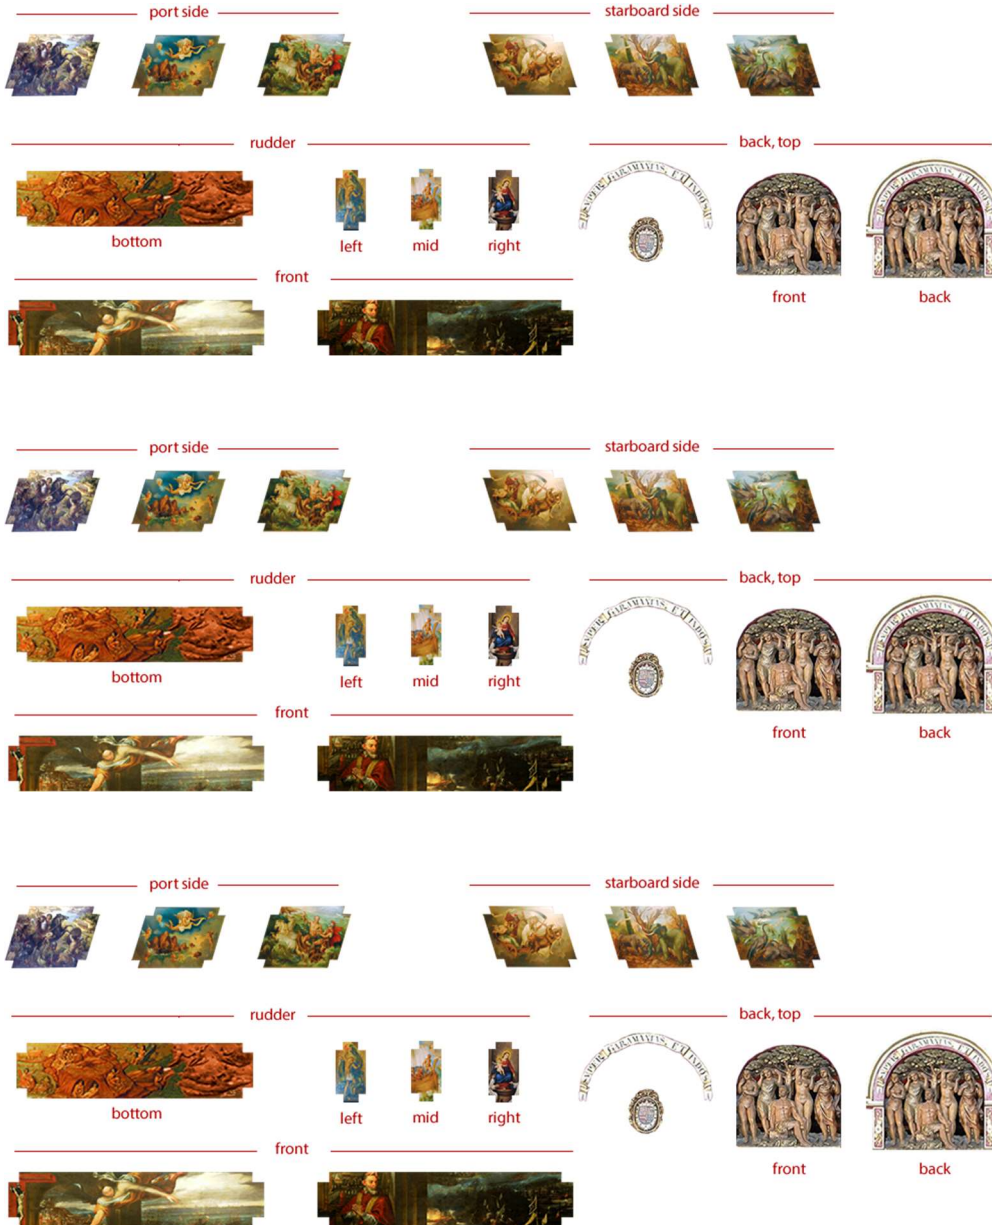 port side
starboard side
rudder
back, top
bottom
left
mid
right
front
front
back
port side
starboard side
rudder
back, top
bottom
left
mid
right
front
front
back
port side
starboard side
rudder
back, top
bottom
left
mid
right
front
front
back